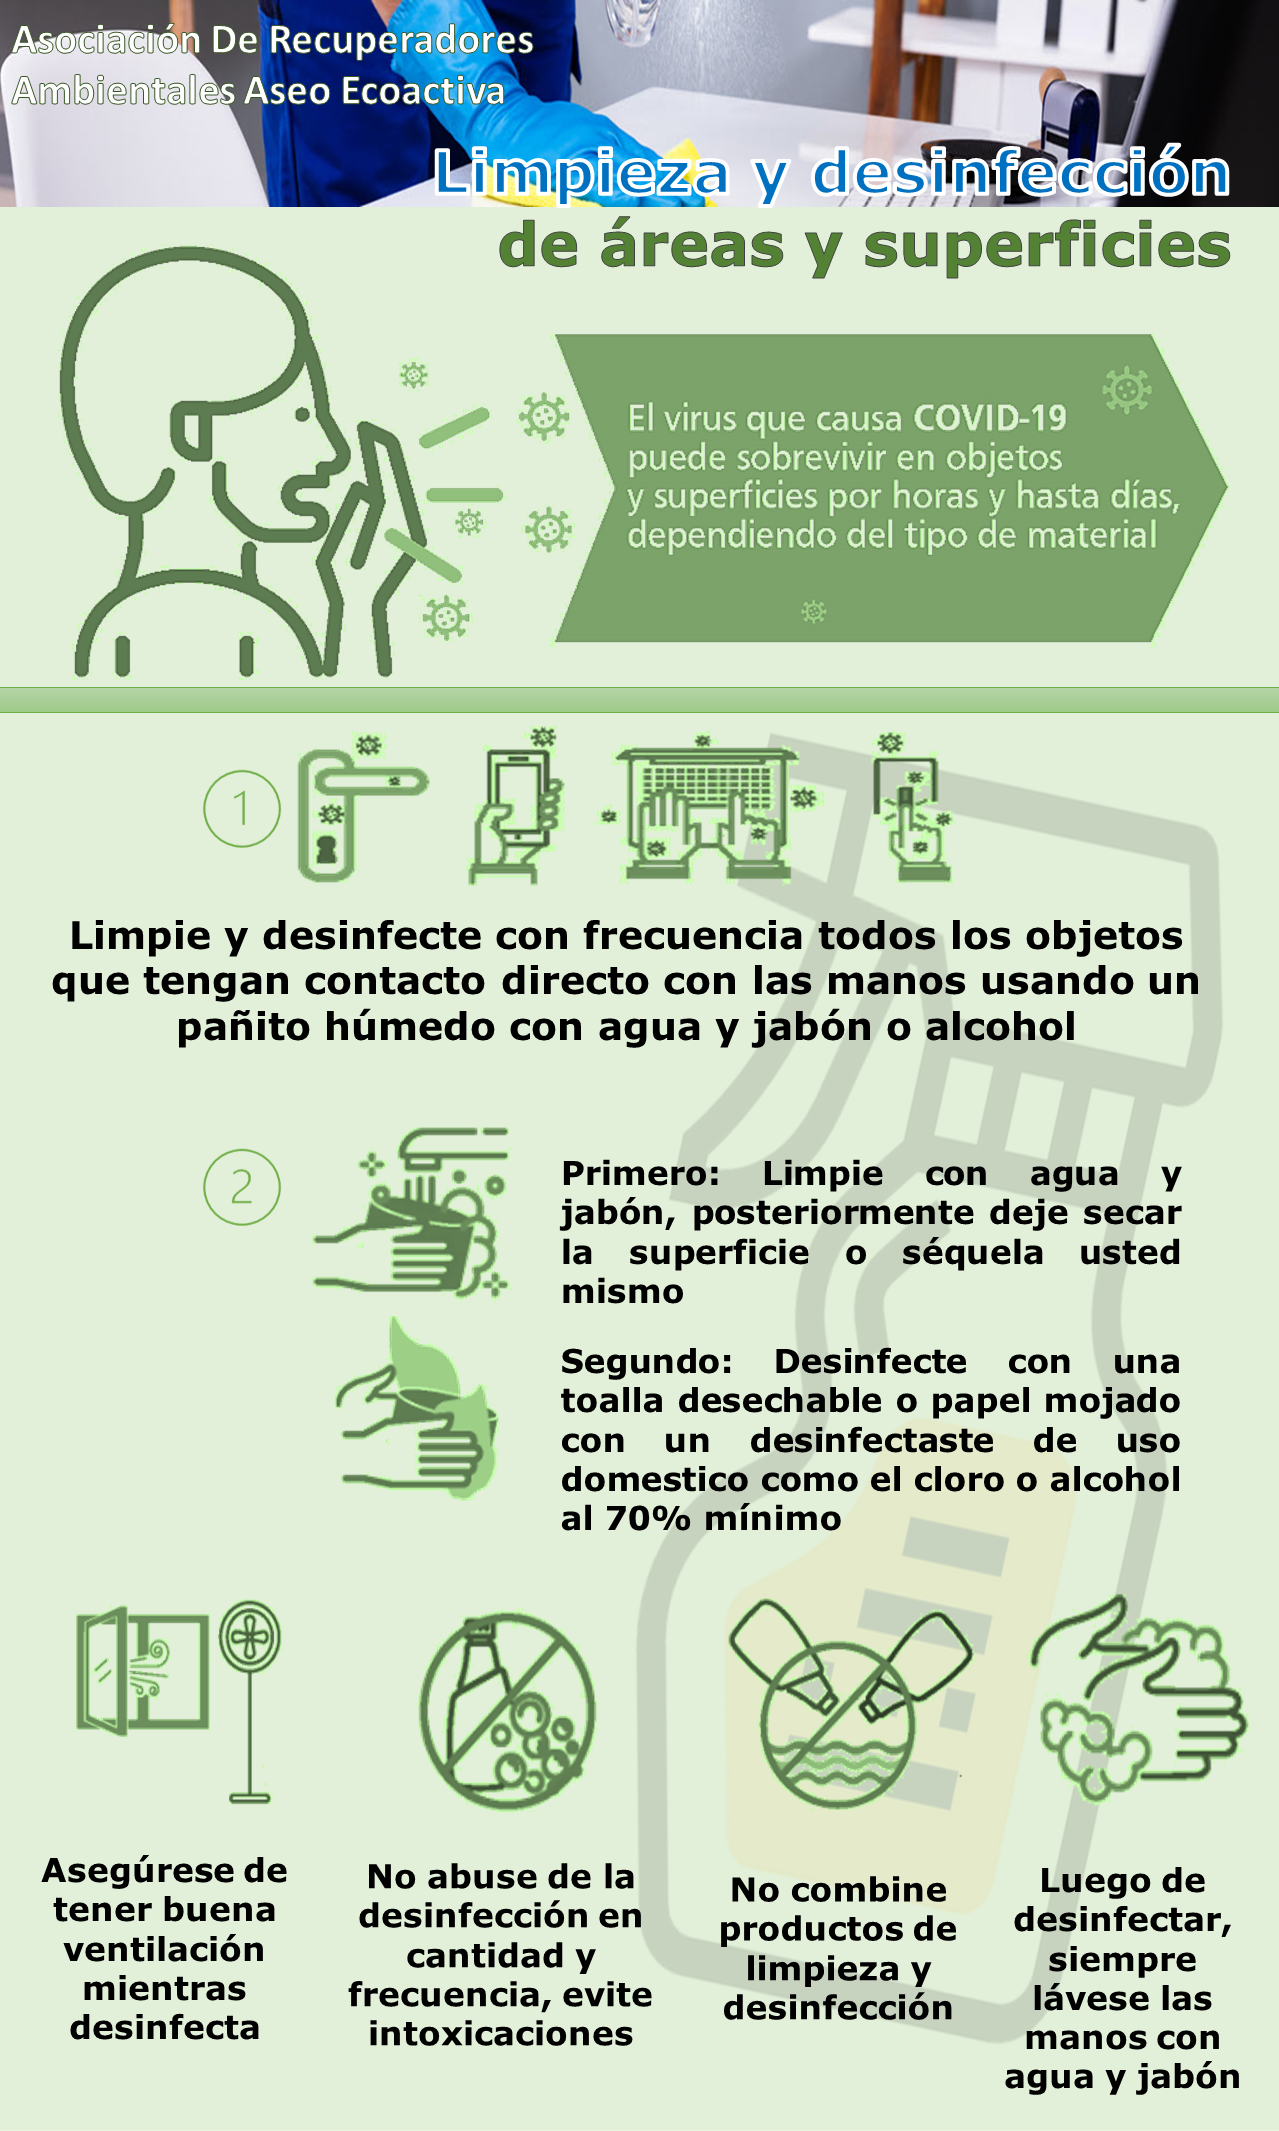 Asociación De Recuperadores
Ambientales Aseo Ecoactiva
Limpieza y desinfección
de áreas y superficies
El virus que causa COVID-19
puede sobrevivir en objetos
y superficies por horas y hasta días,
dependiendo del tipo de material
1
Limpie y desinfecte con frecuencia todos los objetos
que tengan contacto directo con las manos usando un
pañito húmedo con agua y jabón o alcohol
2
Primero: Limpie con agua y
jabón, posteriormente deje secar
la superficie o séquela usted
mismo
Segundo: Desinfecte con una
toalla desechable o papel mojado
con un desinfectaste de uso
domestico como el cloro o alcohol
al 70% mínimo
Asegúrese de
tener buena
ventilación
mientras
desinfecta
No abuse de la
desinfección en
cantidad y
frecuencia, evite
intoxicaciones
No combine
productos de
limpieza y
desinfección
Luego de
desinfectar,
siempre
lávese las
manos con
agua y jabón